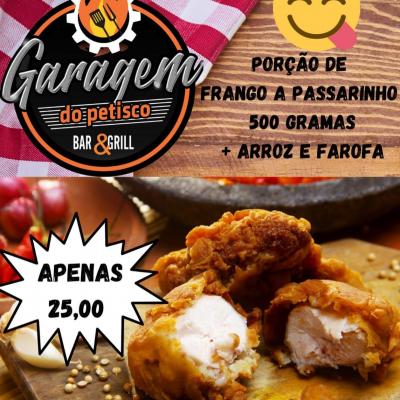 Garagem
do petisco
BAR & GRILL
PORÇÃO DE
FRANGO A PASSARINHO
500 GRAMAS
+ ARROZ E FAROFA
APENAS
25,00